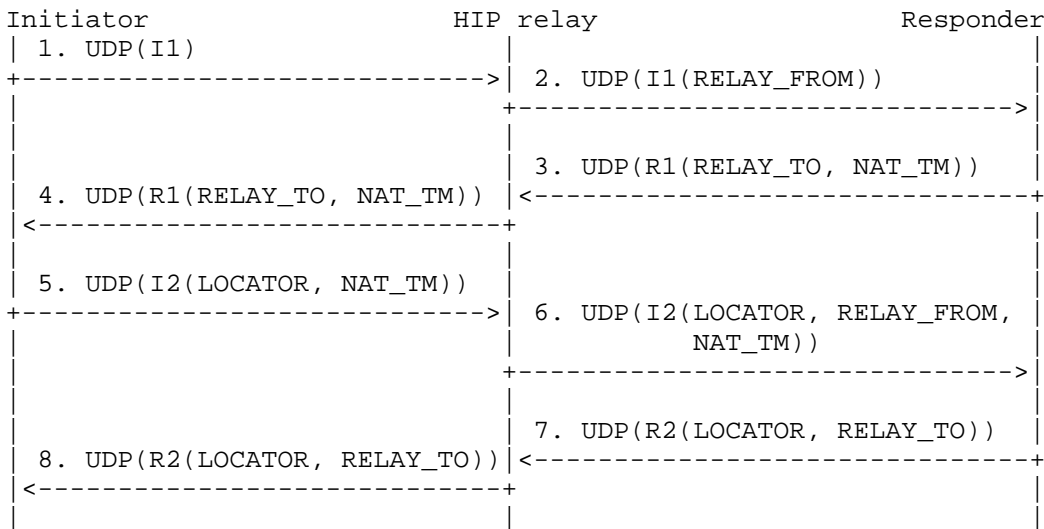 Initiator HIP relay Responder
1. UDP(I1)
2. UDP(I1(RELAY_FROM))
3. UDP(R1(RELAY_TO, NAT_TM))
4. UDP(R1(RELAY_TO, NAT_TM))
5. UDP(I2(LOCATOR, NAT_TM))
6. UDP(I2(LOCATOR, RELAY_FROM,
NAT_TM))
7. UDP(R2(LOCATOR, RELAY_TO))
8. UDP(R2(LOCATOR, RELAY_TO))